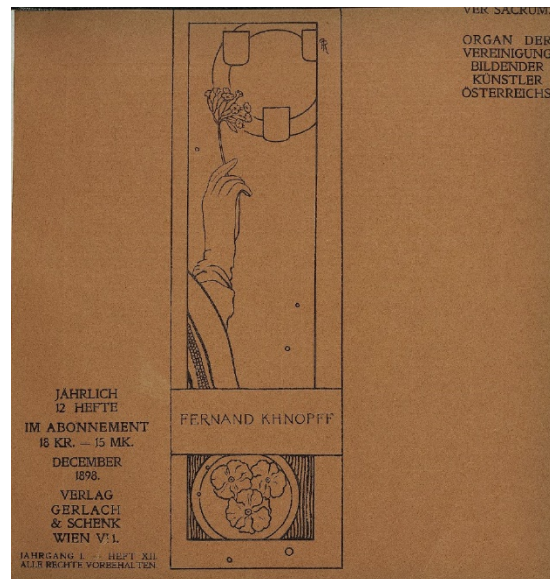 VER SACRUM.
ORGAN DER
VEREINIGUNG
BILDENDER
KÜNSTLER
ÖSTERREICHS
FERNAND KHNOPFF
JÄHRLICH
12 HEFTE
IM ABONNEMENT
18 KR. — 15 MK.
DECEMBER
1898.
VERLAG
GERLACH
& SCHENK
WIEN VI/1.
JAHRGANG I. — HEFT XII.
ALLE RECHTE VORBEHALTEN.